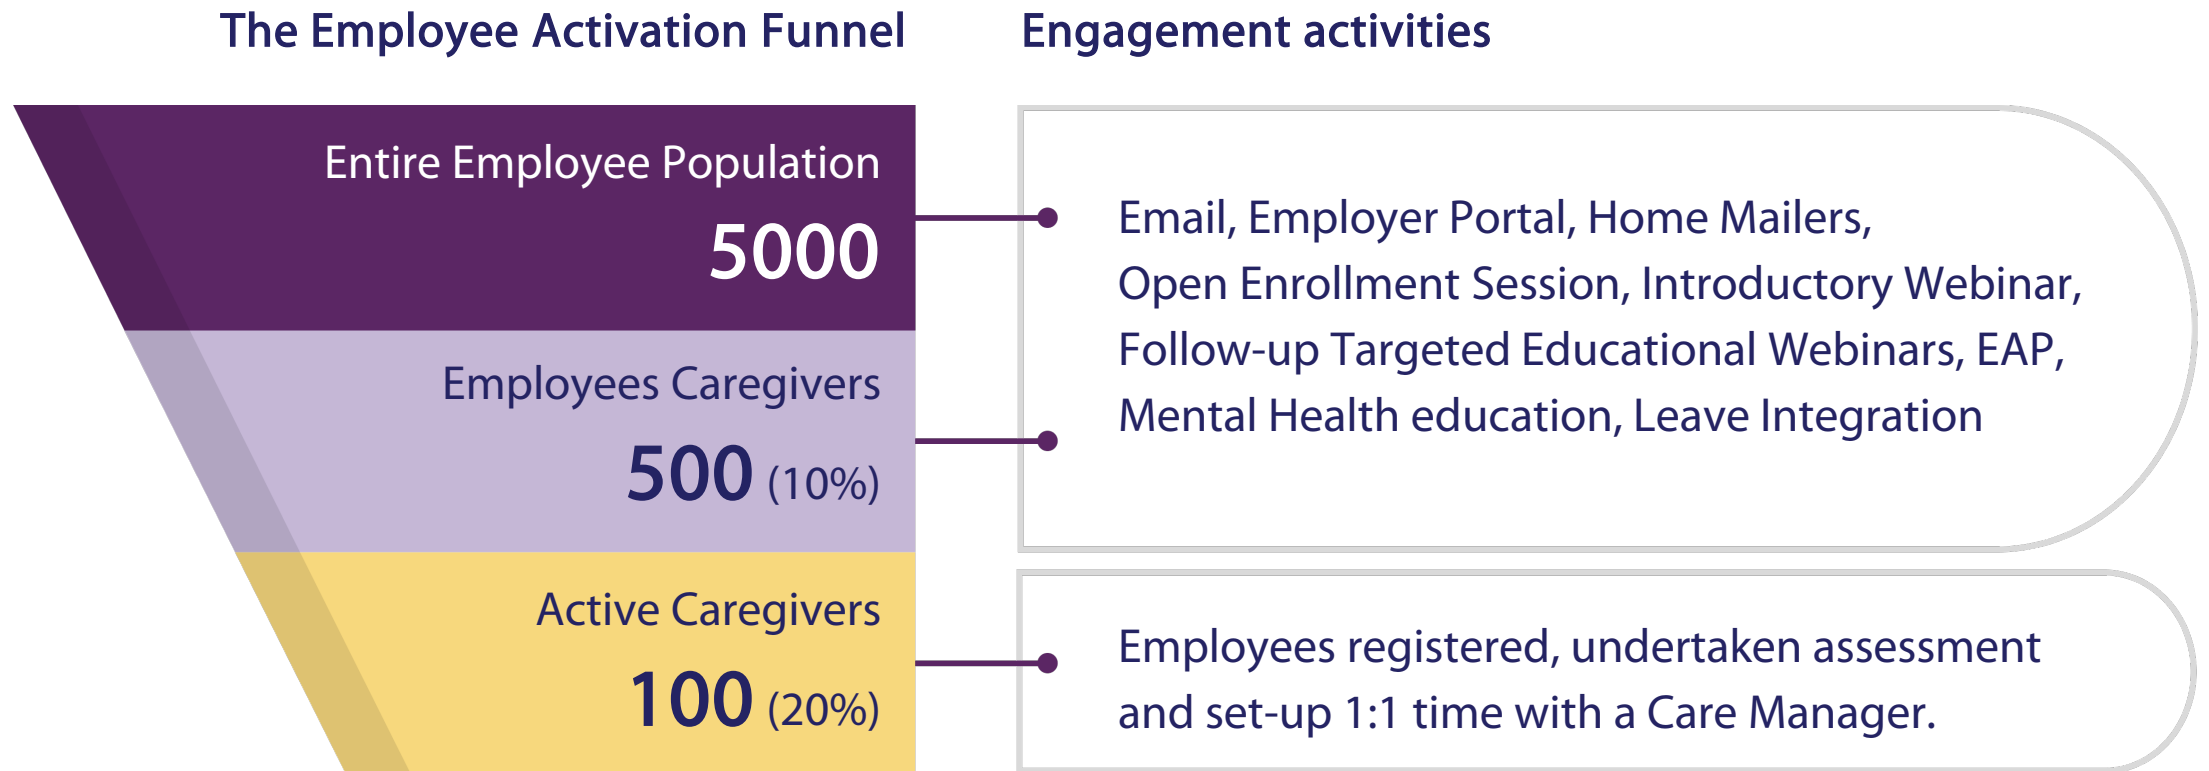 The Employee Activation Funnel
Engagement activities
Entire Employee Population
5000
Employees Caregivers
500 (10%)
Active Caregivers
100 (20%)
Email, Employer Portal, Home Mailers,
Open Enrollment Session, Introductory Webinar,
Follow-up Targeted Educational Webinars, EAP,
Mental Health education, Leave Integration
Employees registered, undertaken assessment
and set-up 1:1 time with a Care Manager.